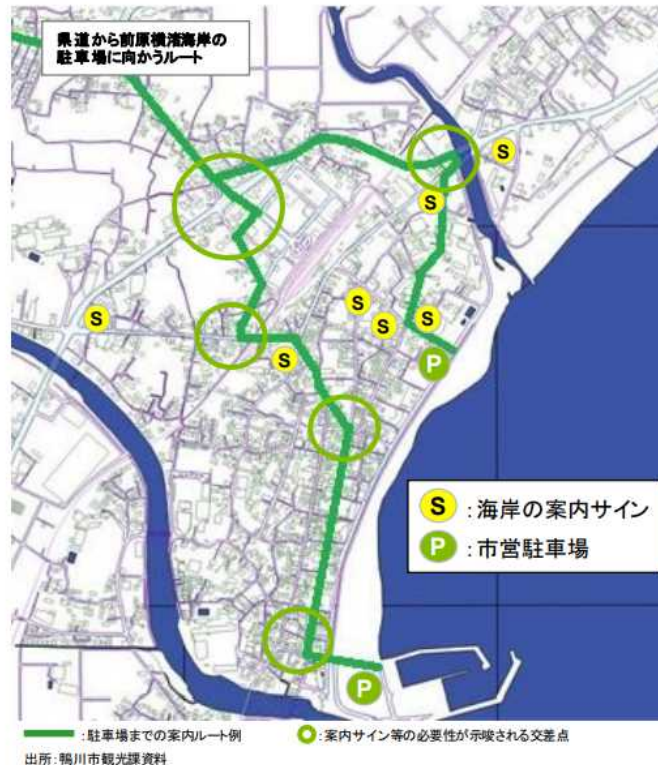 県道から前原横渚海岸の
駐車場に向かうルート
S
S
S
S
S
S
S
P
S :海岸の案内サイン
P :市営駐車場
P
:駐車場までの案内ルート例
:案内サイン等の必要性が示唆される交差点
出所:鴨川市観光課資料